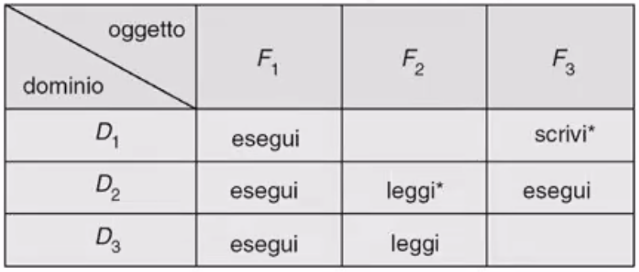 oggetto
dominio
F1 F2 F3
D1 esegui scrivi*
D2 esegui leggi* esegui
D3 esegui leggi